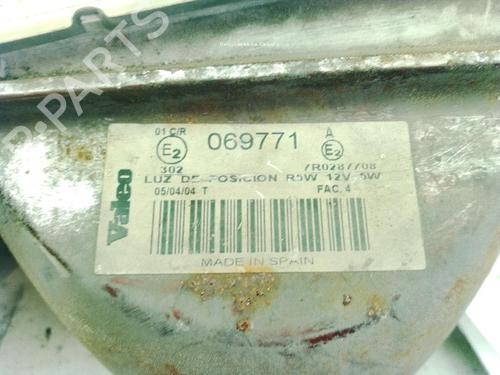 01 C/R
069771
A
E2
E2
302
7R0287708
LUZ DE POSICION R5W 12V-5W
05/04/04 T
FAC. 4
Valeo
MADE IN SPAIN